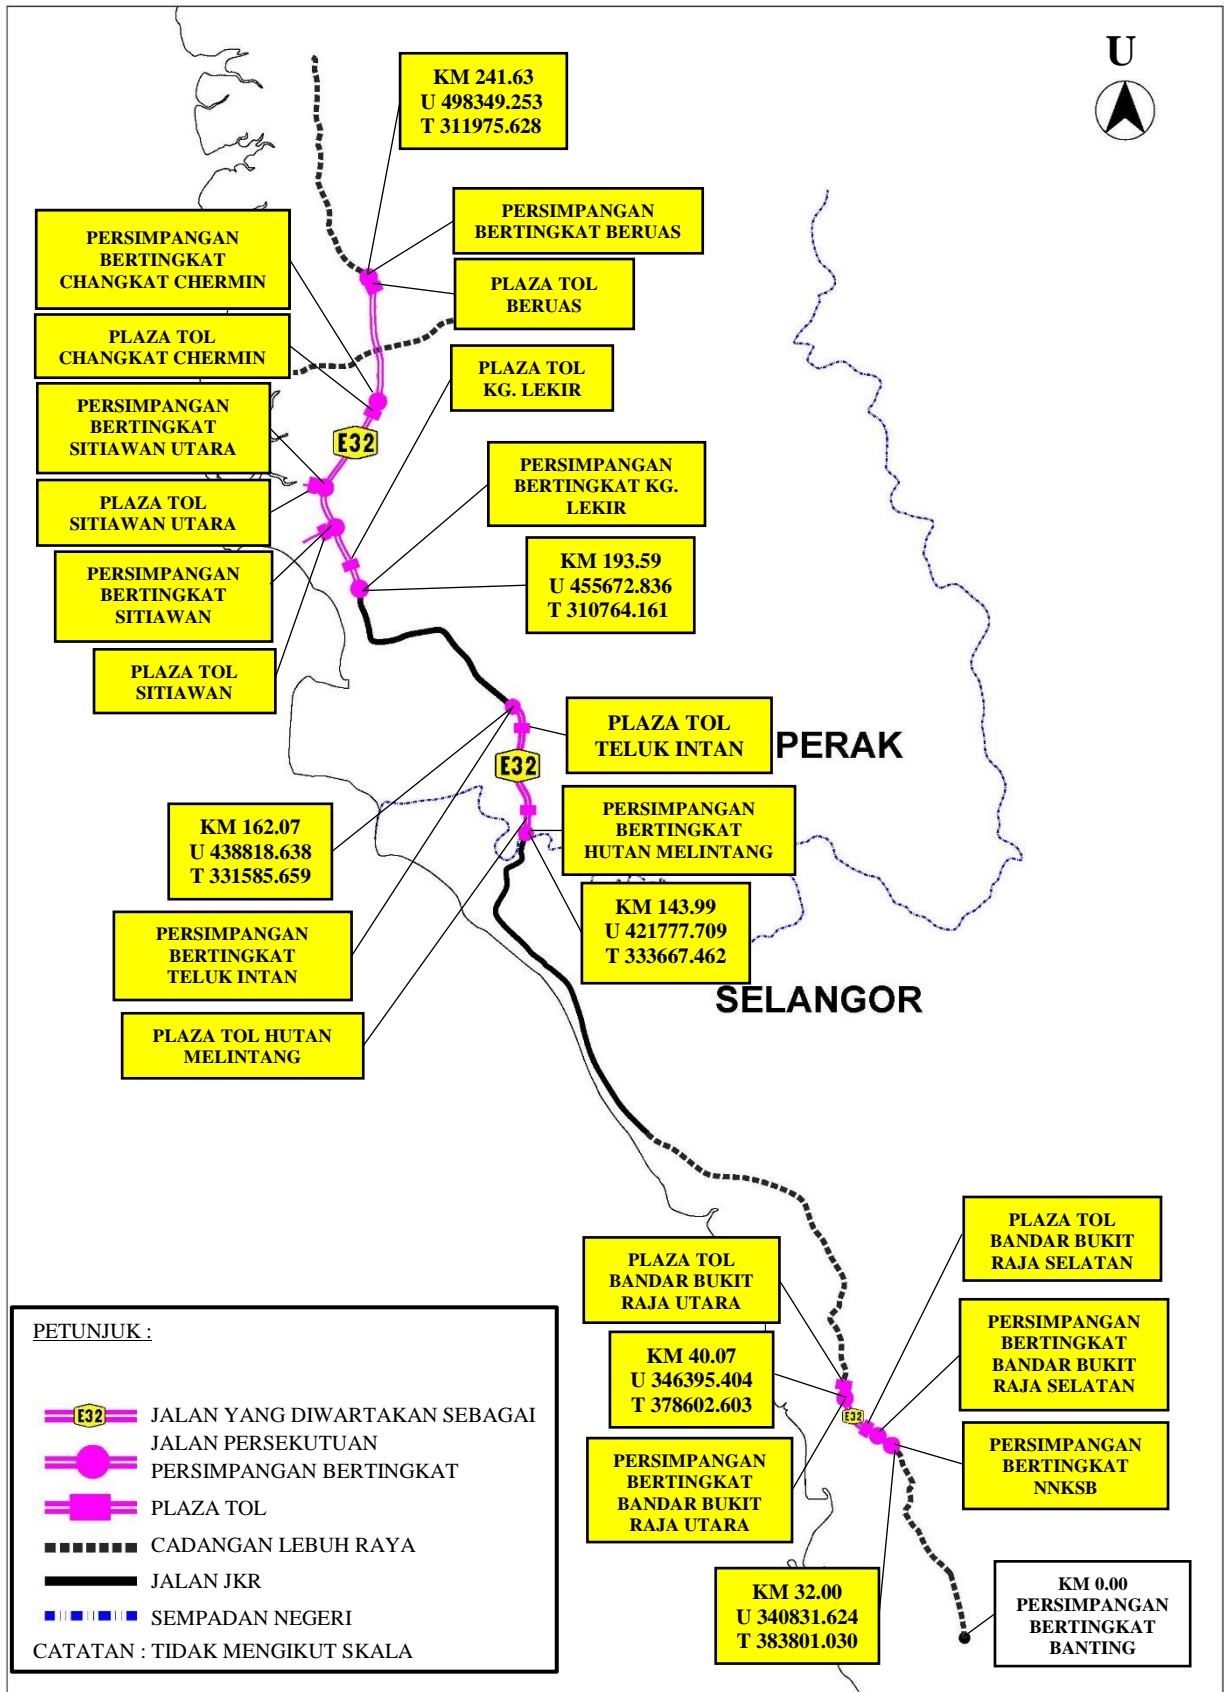 U
KM 241.63
U 498349.253
T 311975.628
PERSIMPANGAN
BERTINGKAT BERUAS
PERSIMPANGAN
BERTINGKAT
CHANGKAT CHERMIN
PLAZA TOL
BERUAS
PLAZA TOL
CHANGKAT CHERMIN
PLAZA TOL
KG. LEKIR
PERSIMPANGAN
BERTINGKAT
SITIAWAN UTARA
E32
PERSIMPANGAN
BERTINGKAT KG.
LEKIR
PLAZA TOL
SITIAWAN UTARA
KM 193.59
U 455672.836
T 310764.161
PERSIMPANGAN
BERTINGKAT
SITIAWAN
PLAZA TOL
SITIAWAN
PLAZA TOL
TELUK INTAN
PERAK
E32
PERSIMPANGAN
BERTINGKAT
HUTAN MELINTANG
KM 162.07
U 438818.638
T 331585.659
KM 143.99
U 421777.709
T 333667.462
PERSIMPANGAN
BERTINGKAT
TELUK INTAN
SELANGOR
PLAZA TOL HUTAN
MELINTANG
PLAZA TOL
BANDAR BUKIT
RAJA SELATAN
PLAZA TOL
BANDAR BUKIT
RAJA UTARA
PERSIMPANGAN
BERTINGKAT
BANDAR BUKIT
RAJA SELATAN
KM 40.07
U 346395.404
T 378602.603
E32
PERSIMPANGAN
BERTINGKAT
NNKSB
PERSIMPANGAN
BERTINGKAT
BANDAR BUKIT
RAJA UTARA
KM 32.00
U 340831.624
T 383801.030
KM 0.00
PERSIMPANGAN
BERTINGKAT
BANTING
PETUNJUK :
E32 JALAN YANG DIWARTAKAN SEBAGAI
JALAN PERSEKUTUAN
PERSIMPANGAN BERTINGKAT
PLAZA TOL
CADANGAN LEBUH RAYA
JALAN JKR
SEMPADAN NEGERI
CATATAN : TIDAK MENGIKUT SKALA